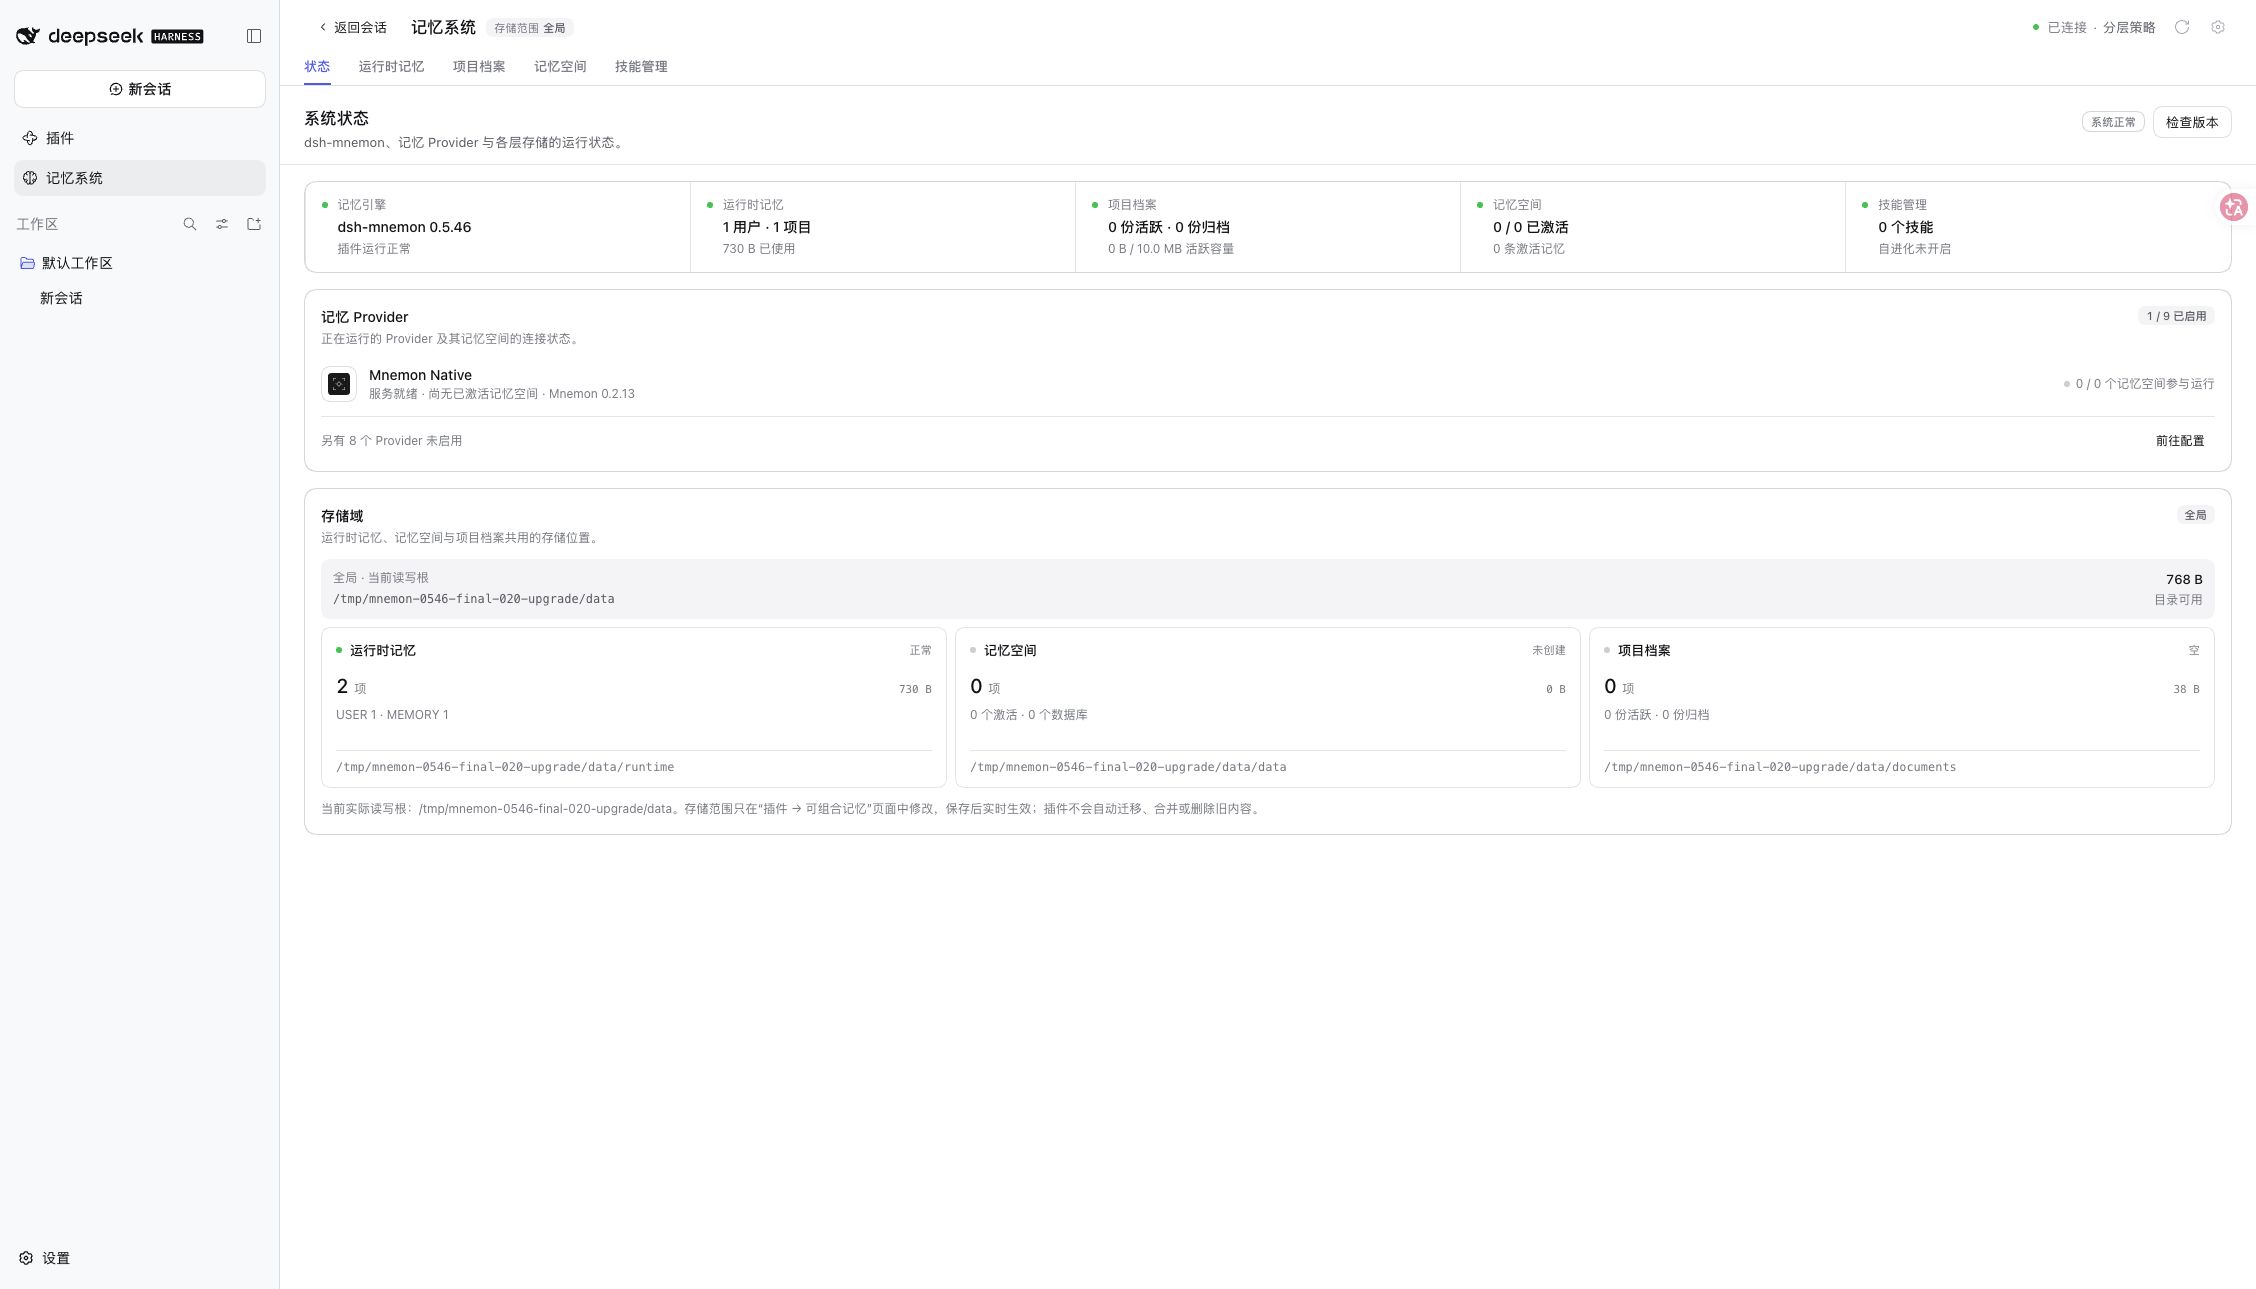 deepseek HARNESS
新会话
插件
记忆系统
工作区
默认工作区
新会话
设置
返回会话
记忆系统
存储范围 全局
已连接 · 分层策略
状态
运行时记忆
项目档案
记忆空间
技能管理
系统状态
dsh-mnemon、记忆 Provider 与各层存储的运行状态。
系统正常
检查版本
记忆引擎
dsh-mnemon 0.5.46
插件运行正常
运行时记忆
1 用户 · 1 项目
730 B 已使用
项目档案
0 份活跃 · 0 份归档
0 B / 10.0 MB 活跃容量
记忆空间
0 / 0 已激活
0 条激活记忆
技能管理
0 个技能
自进化未开启
记忆 Provider
1 / 9 已启用
正在运行的 Provider 及其记忆空间的连接状态。
Mnemon Native
服务就绪 · 尚无已激活记忆空间 · Mnemon 0.2.13
0 / 0 个记忆空间参与运行
另有 8 个 Provider 未启用
前往配置
存储域
全局
运行时记忆、记忆空间与项目档案共用的存储位置。
全局 · 当前读写根
768 B
/tmp/mnemon-0546-final-020-upgrade/data
目录可用
运行时记忆
正常
2 项
730 B
USER 1 · MEMORY 1
/tmp/mnemon-0546-final-020-upgrade/data/runtime
记忆空间
未创建
0 项
0 B
0 个激活 · 0 个数据库
/tmp/mnemon-0546-final-020-upgrade/data/data
项目档案
空
0 项
38 B
0 份活跃 · 0 份归档
/tmp/mnemon-0546-final-020-upgrade/data/documents
当前实际读写根：/tmp/mnemon-0546-final-020-upgrade/data。存储范围只在“插件 → 可组合记忆”页面中修改，保存后实时生效；插件不会自动迁移、合并或删除旧内容。